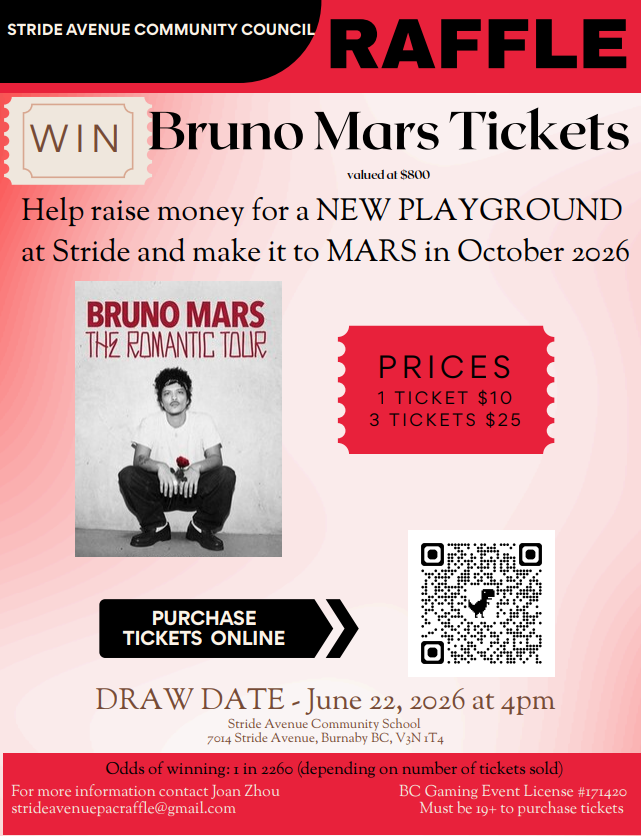 STRIDE AVENUE COMMUNITY COUNCIL
RAFFLE
WIN
Bruno Mars Tickets
valued at $800
Help raise money for a NEW PLAYGROUND
at Stride and make it to MARS in October 2026
BRUNO MARS
THE ROMANTIC TOUR
PRICES
1 TICKET $10
3 TICKETS $25
PURCHASE
TICKETS ONLINE
DRAW DATE - June 22, 2026 at 4pm
Stride Avenue Community School
7014 Stride Avenue, Burnaby BC, V3N 1T4
Odds of winning: 1 in 2260 (depending on number of tickets sold)
For more information contact Joan Zhou
strideavenuepacraffle@gmail.com
BC Gaming Event License #171420
Must be 19+ to purchase tickets